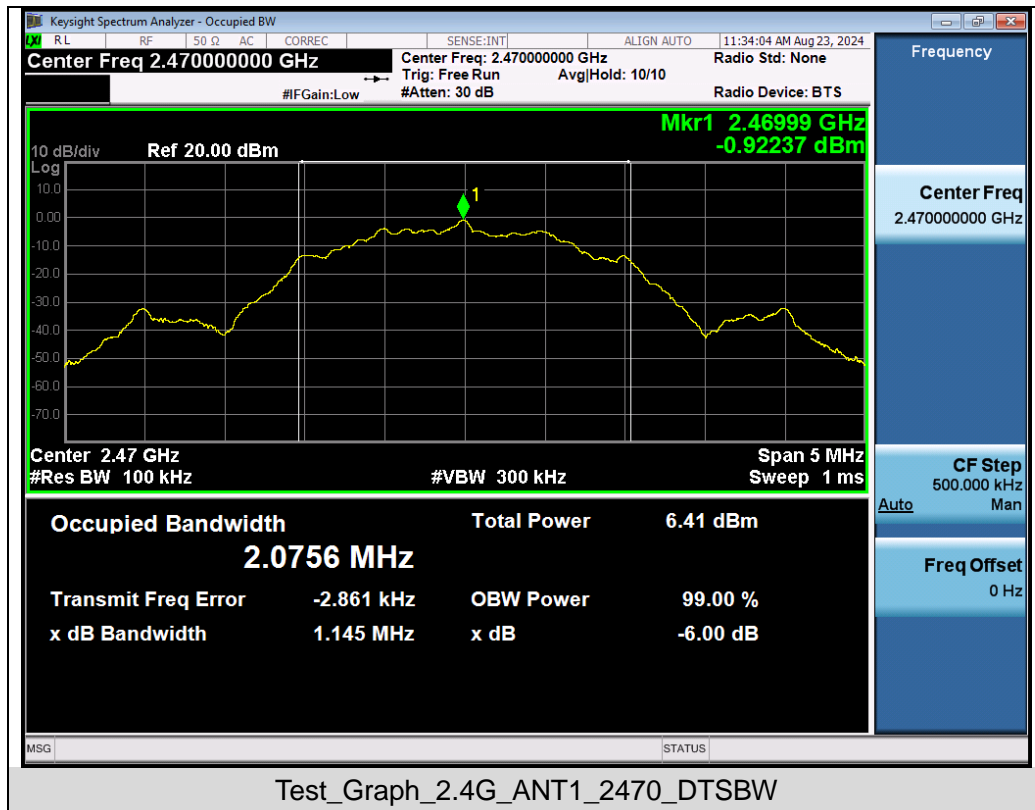 Keysight Spectrum Analyzer - Occupied BW
LXI RL RF 50 Ω AC CORREC SENSE:INT ALIGN AUTO 11:34:04 AM Aug 23, 2024
Center Freq 2.470000000 GHz
#IFGain:Low
Center Freq: 2.470000000 GHz
Trig: Free Run Avg|Hold: 10/10
#Atten: 30 dB
Radio Std: None
Radio Device: BTS
Mkr1 2.46999 GHz
-0.92237 dBm
10 dB/div Ref 20.00 dBm
Log
10.0
0.00
-10.0
-20.0
-30.0
-40.0
-50.0
-60.0
-70.0
1
Center 2.47 GHz Span 5 MHz
#Res BW 100 kHz #VBW 300 kHz Sweep 1 ms
Occupied Bandwidth Total Power 6.41 dBm
2.0756 MHz
Transmit Freq Error -2.861 kHz OBW Power 99.00 %
x dB Bandwidth 1.145 MHz x dB -6.00 dB
MSG STATUS
Frequency
Center Freq
2.470000000 GHz
CF Step
500.000 kHz
Auto Man
Freq Offset
0 Hz
Test_Graph_2.4G_ANT1_2470_DTSBW